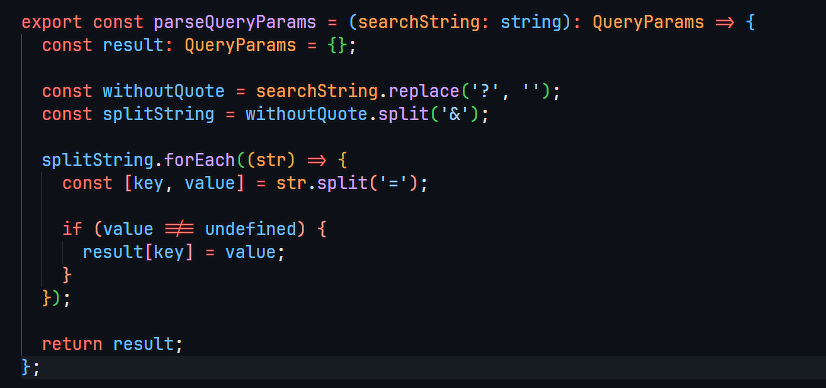 export const parseQueryParams = (searchString: string): QueryParams => {
  const result: QueryParams = {};

  const withoutQuote = searchString.replace('?', '');
  const splitString = withoutQuote.split('&');

  splitString.forEach((str) => {
    const [key, value] = str.split('=');

    if (value !== undefined) {
      result[key] = value;
    }
  });

  return result;
};